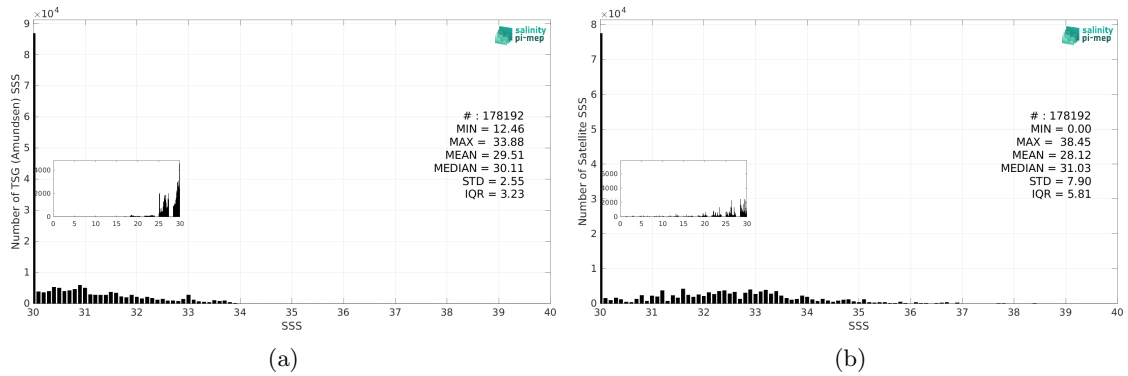 ×10⁴
9
8
7
6
5
4
3
2
1
0
Number of TSG (Amundsen) SSS
salinity
pi-mep
# : 178192
MIN = 12.46
MAX = 33.88
MEAN = 29.51
MEDIAN = 30.11
STD = 2.55
IQR = 3.23
4000
2000
0
0 5 10 15 20 25 30
30 31 32 33 34 35 36 37 38 39 40
SSS
(a)
×10⁴
8
7
6
5
4
3
2
1
0
Number of Satellite SSS
salinity
pi-mep
# : 178192
MIN = 0.00
MAX = 38.45
MEAN = 28.12
MEDIAN = 31.03
STD = 7.90
IQR = 5.81
6000
4000
2000
0
0 5 10 15 20 25 30
30 31 32 33 34 35 36 37 38 39 40
SSS
(b)